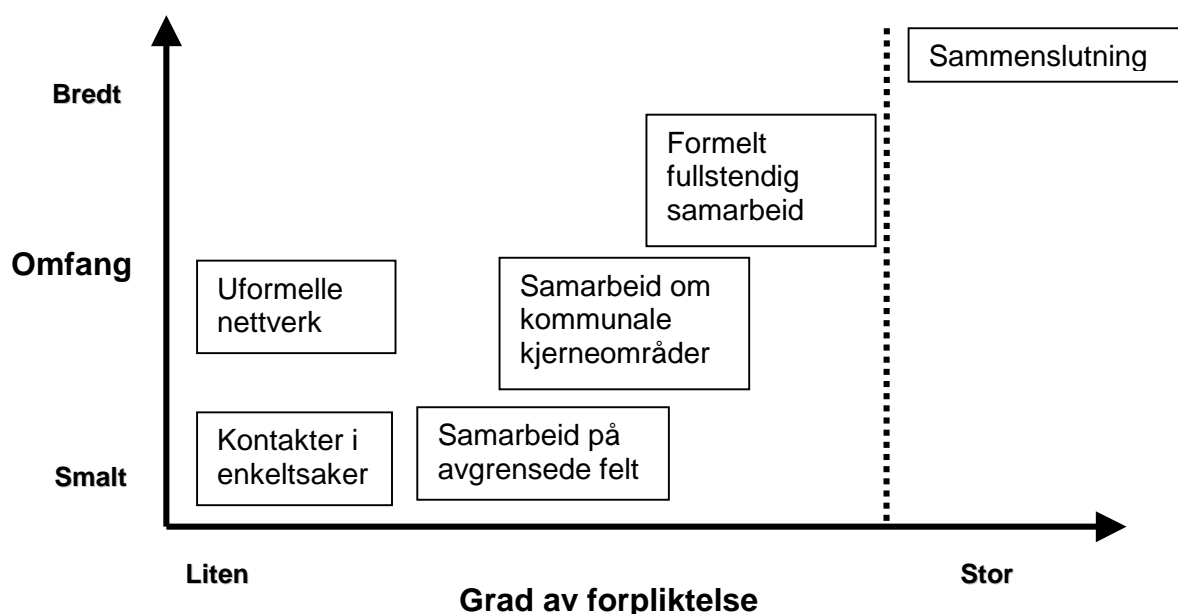 Sammenslutning
Bredt
Formelt
fullstendig
samarbeid
Omfang
Uformelle
nettverk
Samarbeid om
kommunale
kjerneområder
Smalt
Kontakter i
enkeltsaker
Samarbeid på
avgrensede felt
Liten
Stor
Grad av forpliktelse